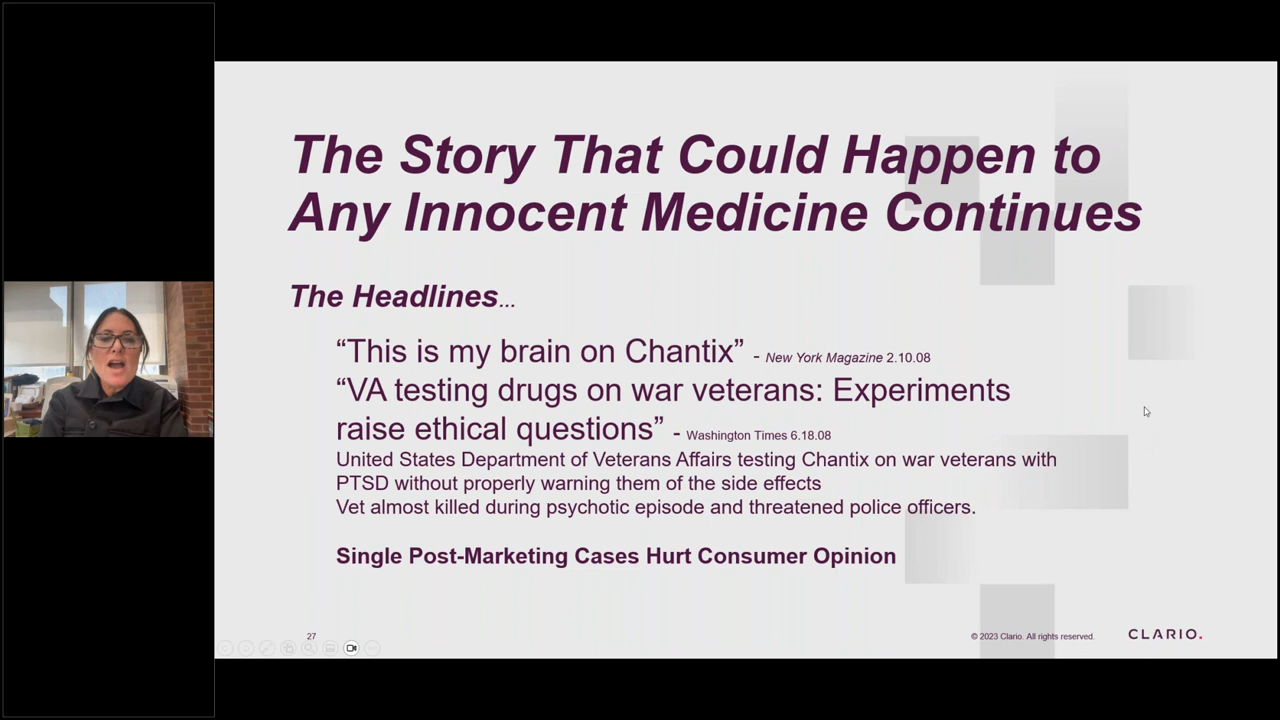 The Story That Could Happen to
Any Innocent Medicine Continues
The Headlines...
“This is my brain on Chantix” - New York Magazine 2.10.08
“VA testing drugs on war veterans: Experiments
raise ethical questions” - Washington Times 6.18.08
United States Department of Veterans Affairs testing Chantix on war veterans with
PTSD without properly warning them of the side effects
Vet almost killed during psychotic episode and threatened police officers.
Single Post-Marketing Cases Hurt Consumer Opinion
27
© 2023 Clario. All rights reserved.
CLARIO.